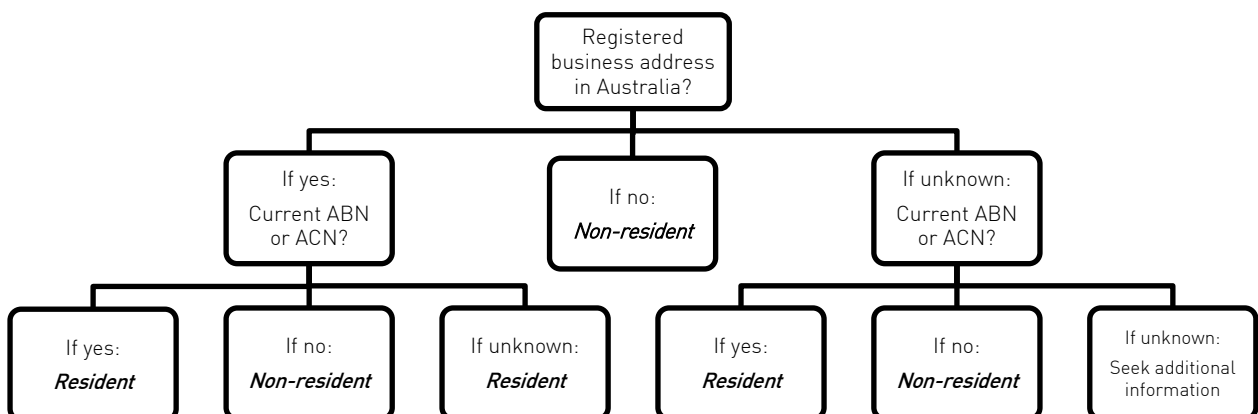 Registered
business address
in Australia?
If yes:
Current ABN
or ACN?
If no:
Non-resident
If unknown:
Current ABN
or ACN?
If yes:
Resident
If no:
Non-resident
If unknown:
Resident
If yes:
Resident
If no:
Non-resident
If unknown:
Seek additional
information